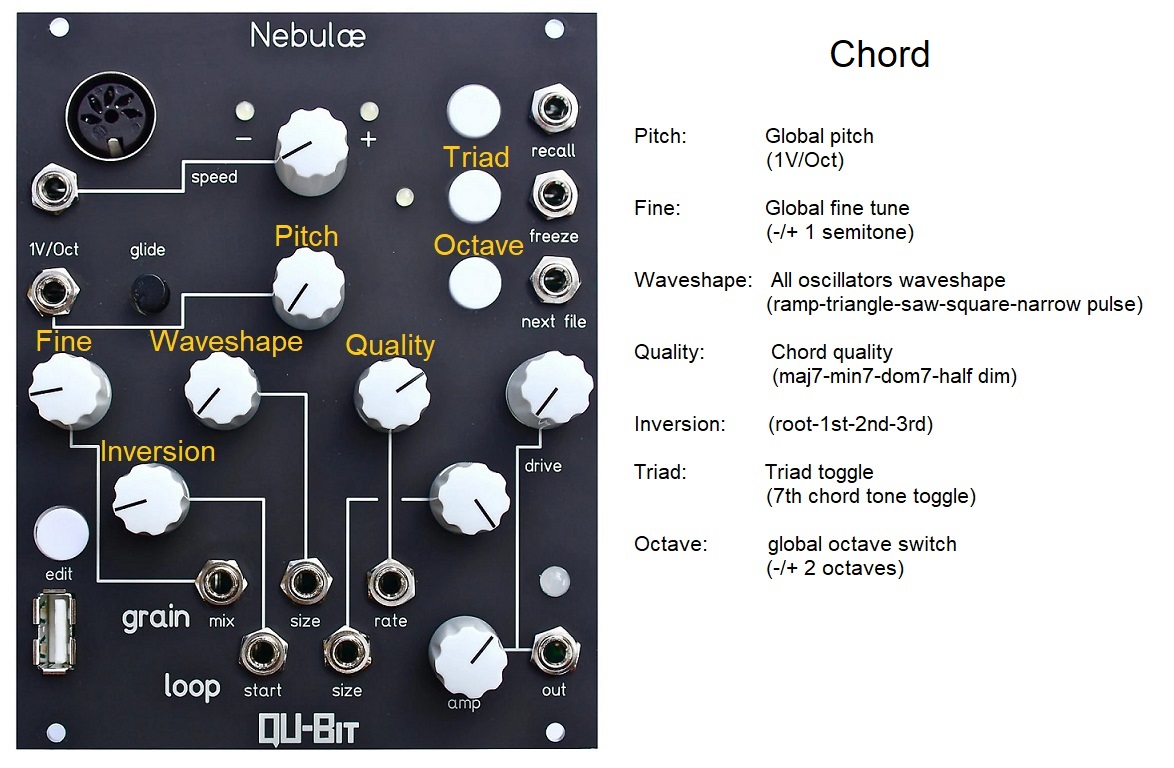 Nebulæ
Chord
- +
Triad
recall
speed
Pitch: Global pitch
(1V/Oct)
Pitch
Octave
freeze
1V/Oct glide
Fine: Global fine tune
(-/+ 1 semitone)
next file
Fine Waveshape Quality
Waveshape: All oscillators waveshape
(ramp-triangle-saw-square-narrow pulse)
Quality: Chord quality
(maj7-min7-dom7-half dim)
Inversion
drive
Inversion: (root-1st-2nd-3rd)
Triad: Triad toggle
(7th chord tone toggle)
Octave: global octave switch
(-/+ 2 octaves)
edit
grain mix size rate
loop start size amp out
QU-BIT